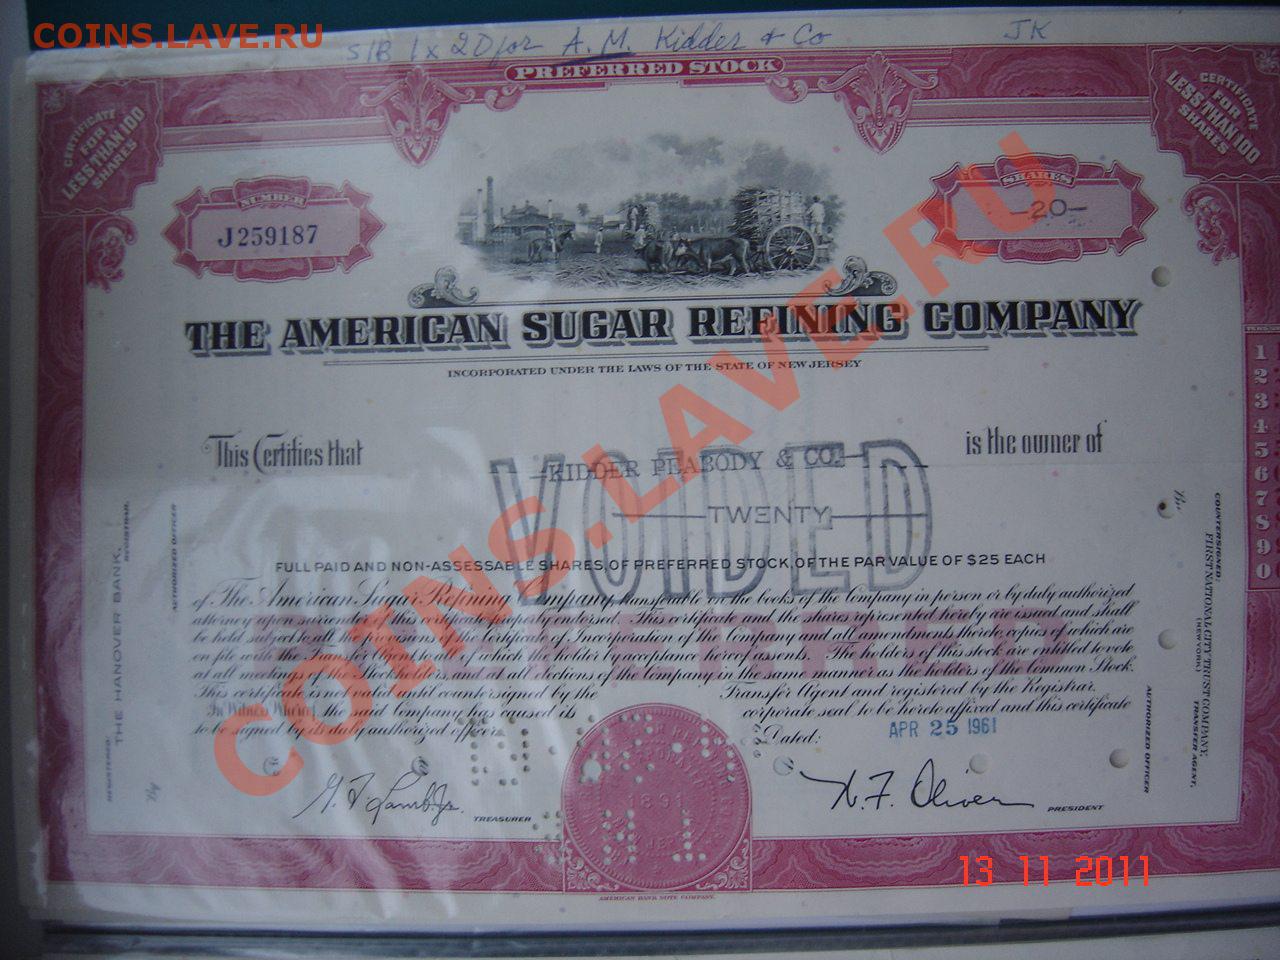 COINS.LAVE.RU
S/B 1 x 20 for A. M. Kidder & Co JK
PREFERRED STOCK
CERTIFICATE FOR LESS THAN 100 SHARES
CERTIFICATE FOR LESS THAN 100 SHARES
NUMBER
J259187
SHARES
—20—
THE AMERICAN SUGAR REFINING COMPANY
INCORPORATED UNDER THE LAWS OF THE STATE OF NEW JERSEY
This Certifies that
is the owner of
—KIDDER PEABODY & CO.—
VOIDED
TWENTY
FULL PAID AND NON-ASSESSABLE SHARES, OF PREFERRED STOCK, OF THE PAR VALUE OF $25 EACH
of The American Sugar Refining Company transferable on the books of the Company in person or by duly authorized
attorney upon surrender of this certificate properly endorsed. This certificate and the shares represented hereby are issued and shall
be held subject to all the provisions of the Certificate of Incorporation of the Company and all amendments thereto, copies of which are
on file with the Transfer Agent, to all of which the holder by acceptance hereof assents. The holders of this stock are entitled to vote
at all meetings of the Stockholders, and at all elections of the Company in the same manner as the holders of the Common Stock.
This certificate is not valid until countersigned by the Transfer Agent and registered by the Registrar.
In Witness Whereof, the said Company has caused its corporate seal to be hereto affixed and this certificate
to be signed by its duly authorized officers.
Dated:
APR 25 1961
TREASURER
W. F. Oliver
PRESIDENT
1891
AMERICAN BANK NOTE COMPANY.
REGISTERED:
THE HANOVER BANK,
REGISTRAR.
By
AUTHORIZED OFFICER
COUNTERSIGNED:
FIRST NATIONAL CITY TRUST COMPANY,
(NEW YORK)
TRANSFER AGENT,
By
AUTHORIZED OFFICER
1
2
3
4
5
6
7
8
9
0
COINS.LAVE.RU
13 11 2011